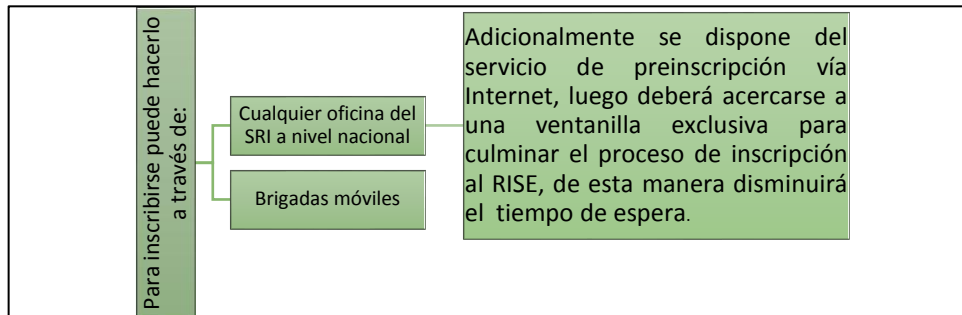 Para inscribirse puede hacerlo
a través de:
Cualquier oficina del
SRI a nivel nacional
Brigadas móviles
Adicionalmente se dispone del
servicio de preinscripción vía
Internet, luego deberá acercarse a
una ventanilla exclusiva para
culminar el proceso de inscripción
al RISE, de esta manera disminuirá
el tiempo de espera.